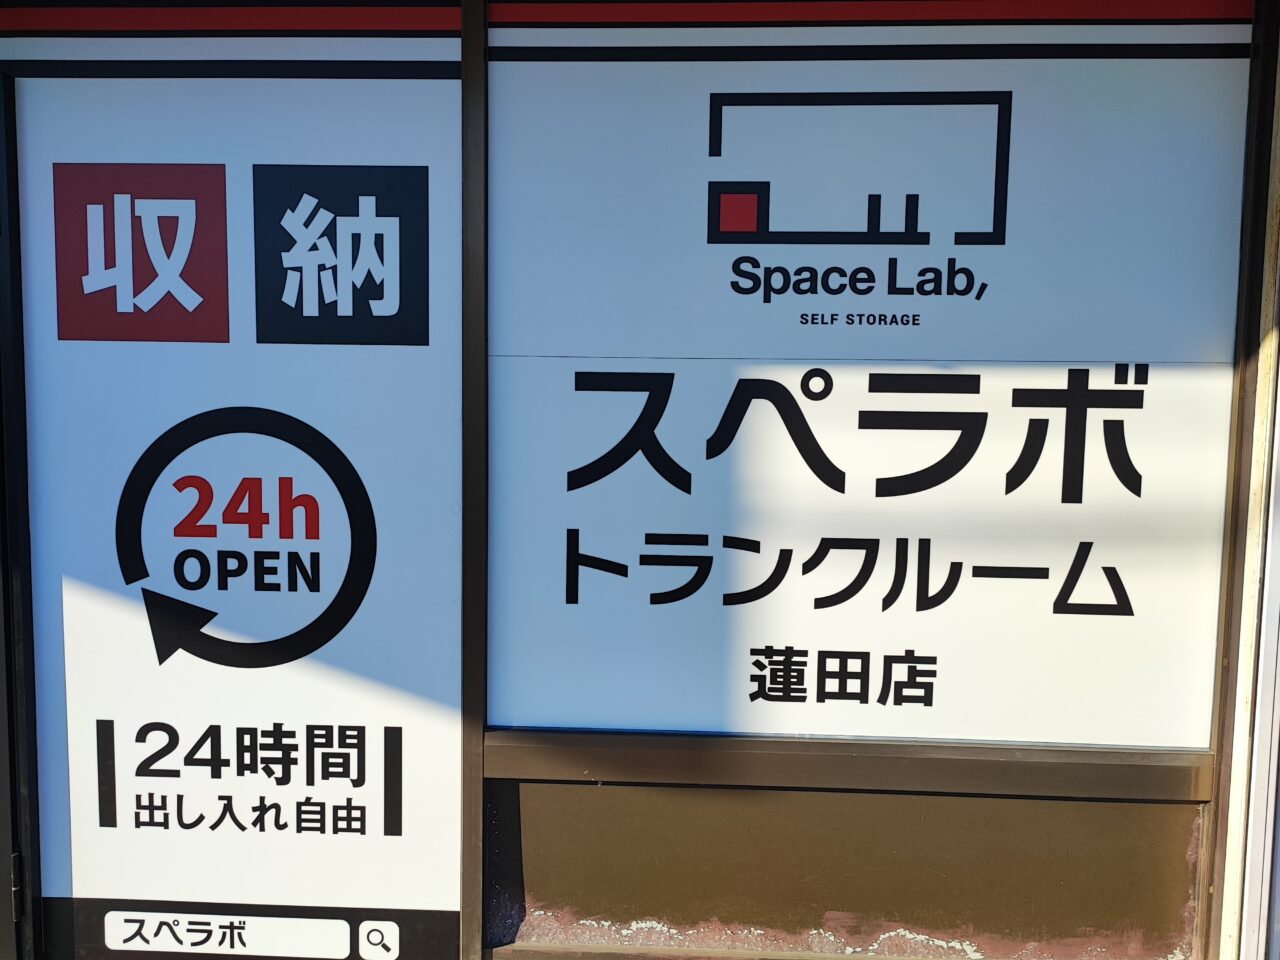 収納
24h
OPEN
24時間
出し入れ自由
スペラボ
Space Lab,
SELF STORAGE
スペラボ
トランクルーム
蓮田店